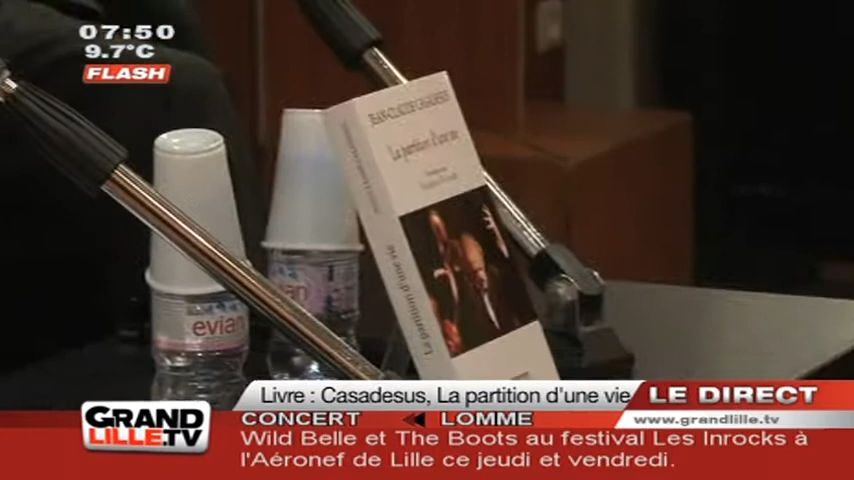 07:50
9.7°C
FLASH
JEAN-CLAUDE CASADESUS
La partition d'une vie
La partition d'une vie
evian
Livre : Casadesus, La partition d'une vie
LE DIRECT
www.grandlille.tv
GRAND
LILLE.TV
CONCERT LOMME
Wild Belle et The Boots au festival Les Inrocks à
l'Aéronef de Lille ce jeudi et vendredi.